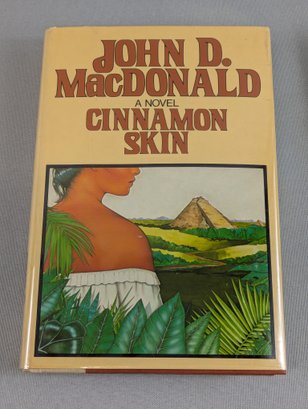 JOHN D.
MACDONALD
A NOVEL
CINNAMON
SKIN